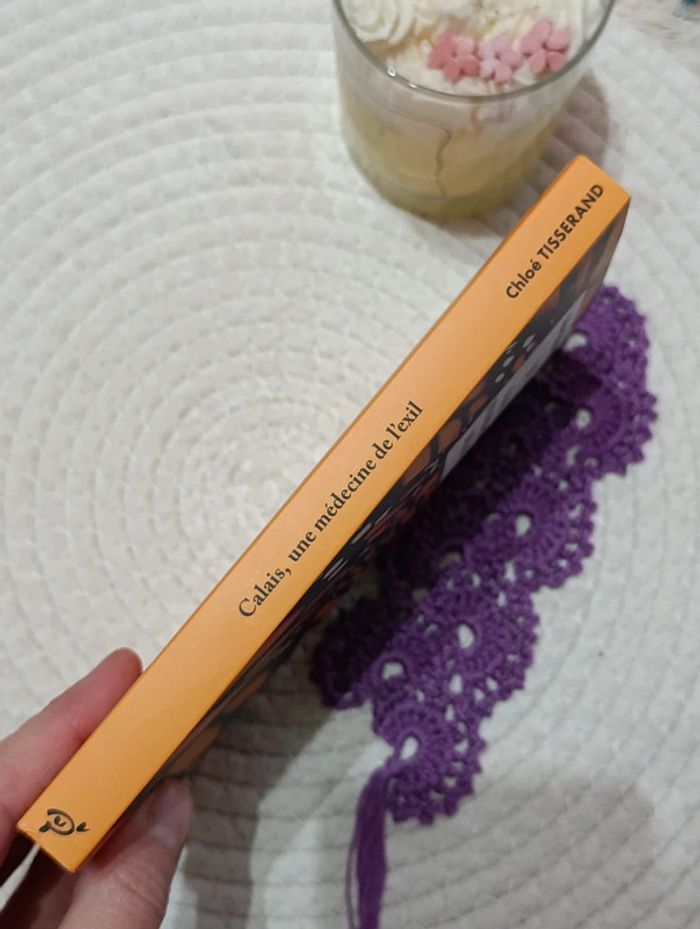 Calais, une médecine de l'exil
Chloé TISSERAND